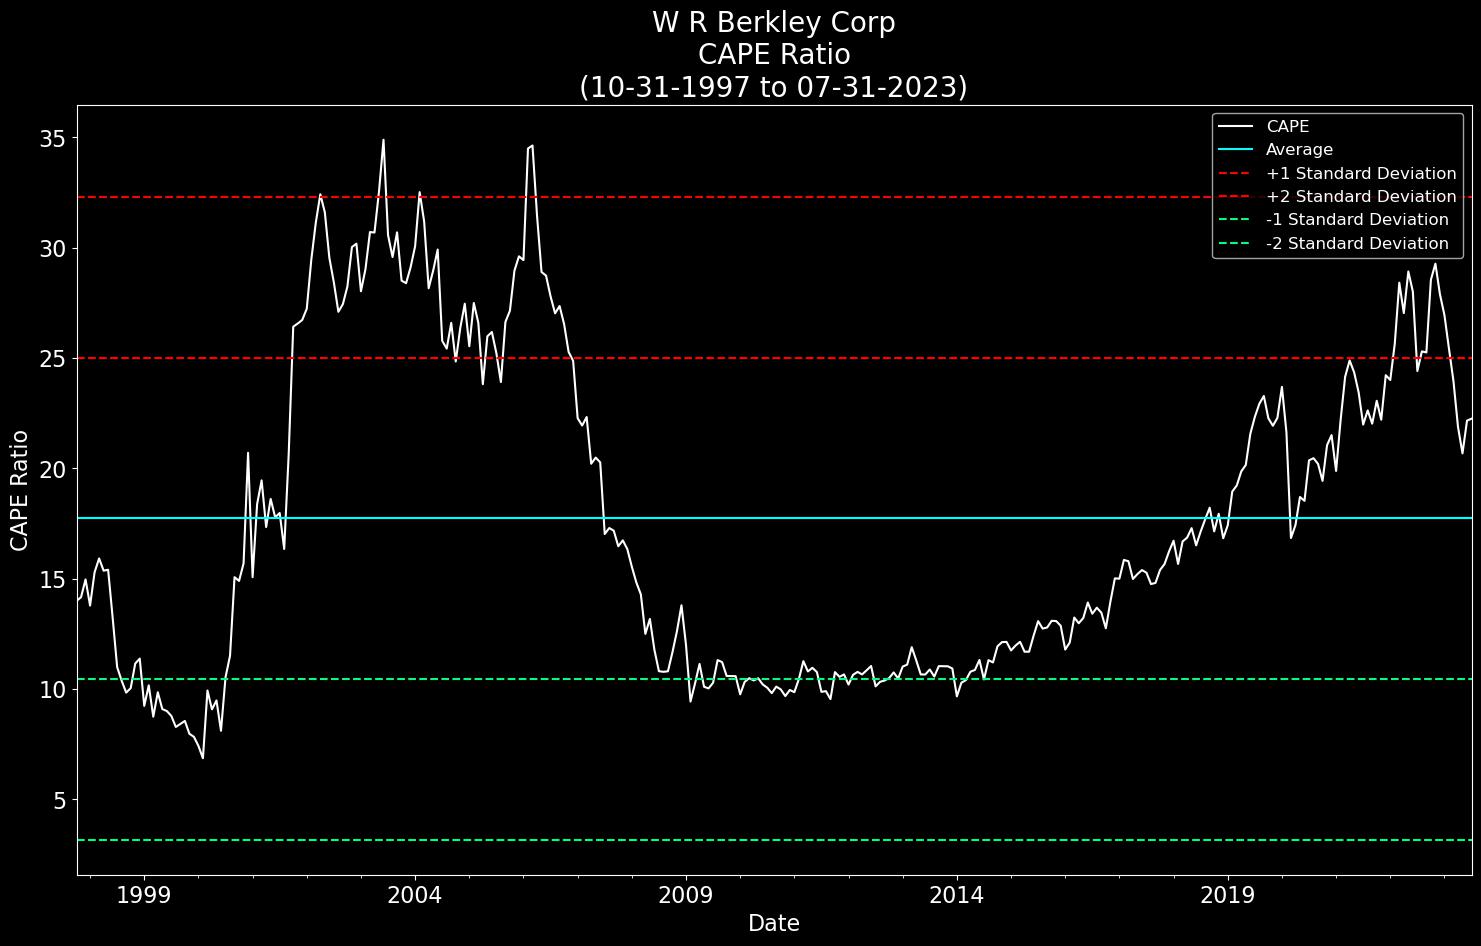 W R Berkley Corp
CAPE Ratio
(10-31-1997 to 07-31-2023)
CAPE
Average
+1 Standard Deviation
+2 Standard Deviation
-1 Standard Deviation
-2 Standard Deviation
CAPE Ratio
35
30
25
20
15
10
5
1999
2004
2009
2014
2019
Date